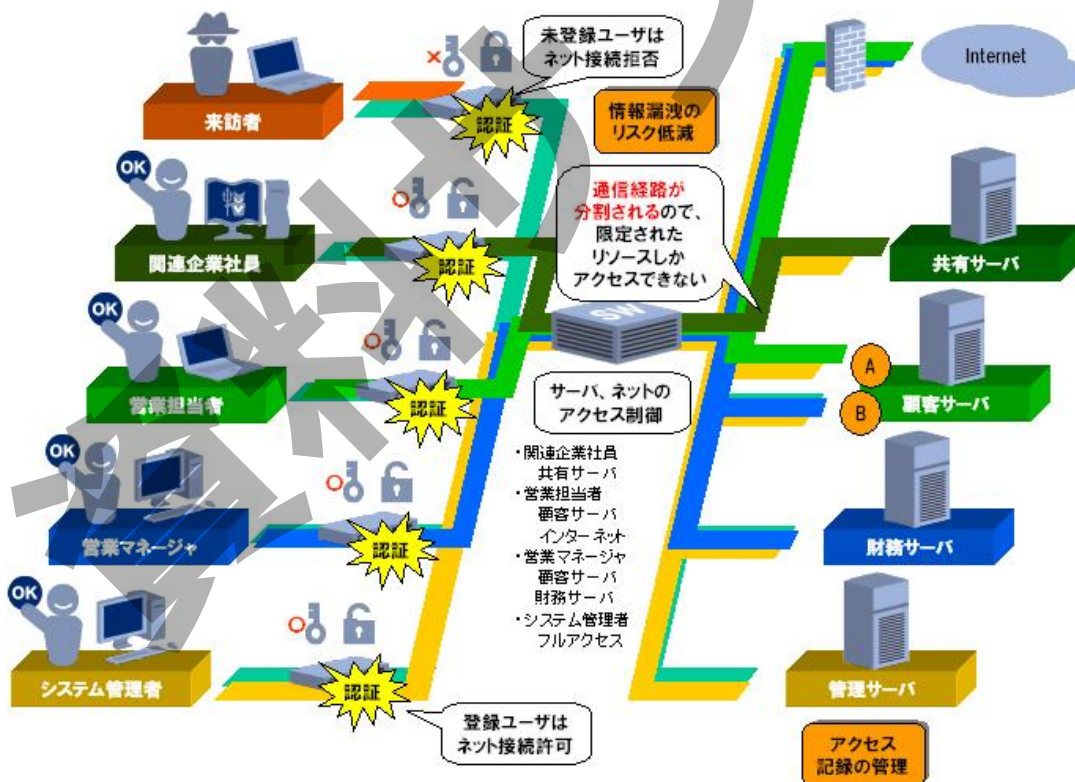 未登録ユーザは
ネット接続拒否
Internet
来訪者
認証
情報漏洩の
リスク低減
OK
通信経路が
分割されるので、
限定された
リソースしか
アクセスできない
関連企業社員
認証
共有サーバ
OK
SW
営業担当者
認証
サーバ、ネットの
アクセス制御
A
B
顧客サーバ
・関連企業社員
共有サーバ
・営業担当者
顧客サーバ
インターネット
・営業マネージャ
顧客サーバ
財務サーバ
・システム管理者
フルアクセス
OK
営業マネージャ
認証
財務サーバ
OK
システム管理者
認証
管理サーバ
登録ユーザは
ネット接続許可
アクセス
記録の管理